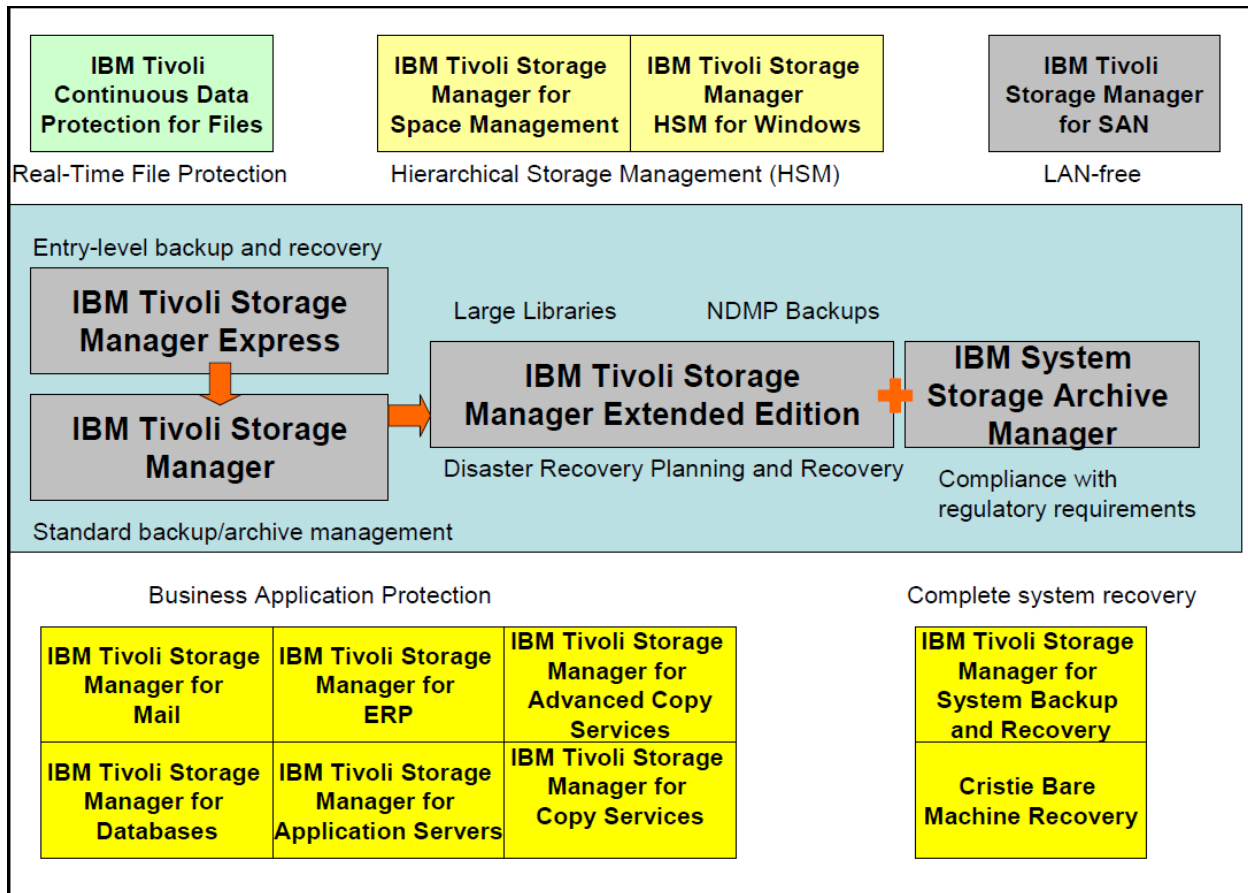 IBM Tivoli
Continuous Data
Protection for Files
IBM Tivoli Storage
Manager for
Space Management
IBM Tivoli Storage
Manager
HSM for Windows
IBM Tivoli
Storage Manager
for SAN
Real-Time File Protection
Hierarchical Storage Management (HSM)
LAN-free
Entry-level backup and recovery
IBM Tivoli Storage
Manager Express
Large Libraries
NDMP Backups
IBM Tivoli Storage
Manager
IBM Tivoli Storage
Manager Extended Edition
IBM System
Storage Archive
Manager
Disaster Recovery Planning and Recovery
Compliance with
regulatory requirements
Standard backup/archive management
Business Application Protection
Complete system recovery
IBM Tivoli Storage
Manager for
Mail
IBM Tivoli Storage
Manager for
ERP
IBM Tivoli Storage
Manager for
Advanced Copy
Services
IBM Tivoli Storage
Manager for
System Backup
and Recovery
IBM Tivoli Storage
Manager for
Databases
IBM Tivoli Storage
Manager for
Application Servers
IBM Tivoli Storage
Manager for
Copy Services
Cristie Bare
Machine Recovery